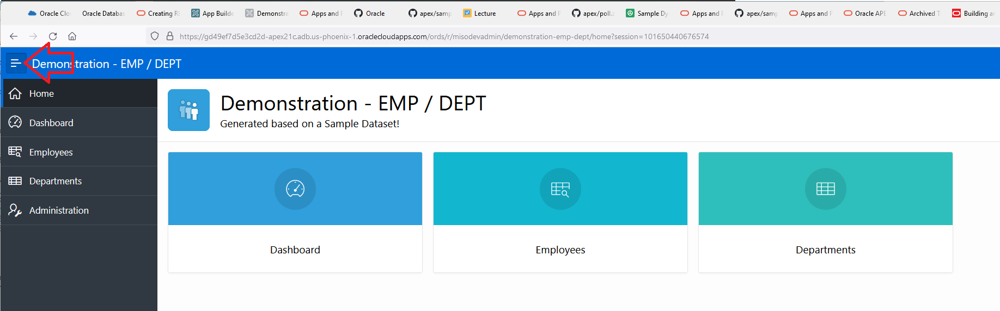 Oracle Clo
Oracle Databas
Creating RE
App Builde
Demonstra
Apps and P
Oracle
apex/samp
Lecture
Apps and P
apex/poll.z
Sample Dy
Apps and P
apex/samp
Apps and P
Oracle APE
Archived T
Building an
https://gd49ef7d5e3cd2d-apex21c.adb.us-phoenix-1.oraclecloudapps.com/ords/r/misodevadmin/demonstration-emp-dept/home?session=101650440676574
Demonstration - EMP / DEPT
Home
Dashboard
Employees
Departments
Administration
Demonstration - EMP / DEPT
Generated based on a Sample Dataset!
Dashboard
Employees
Departments